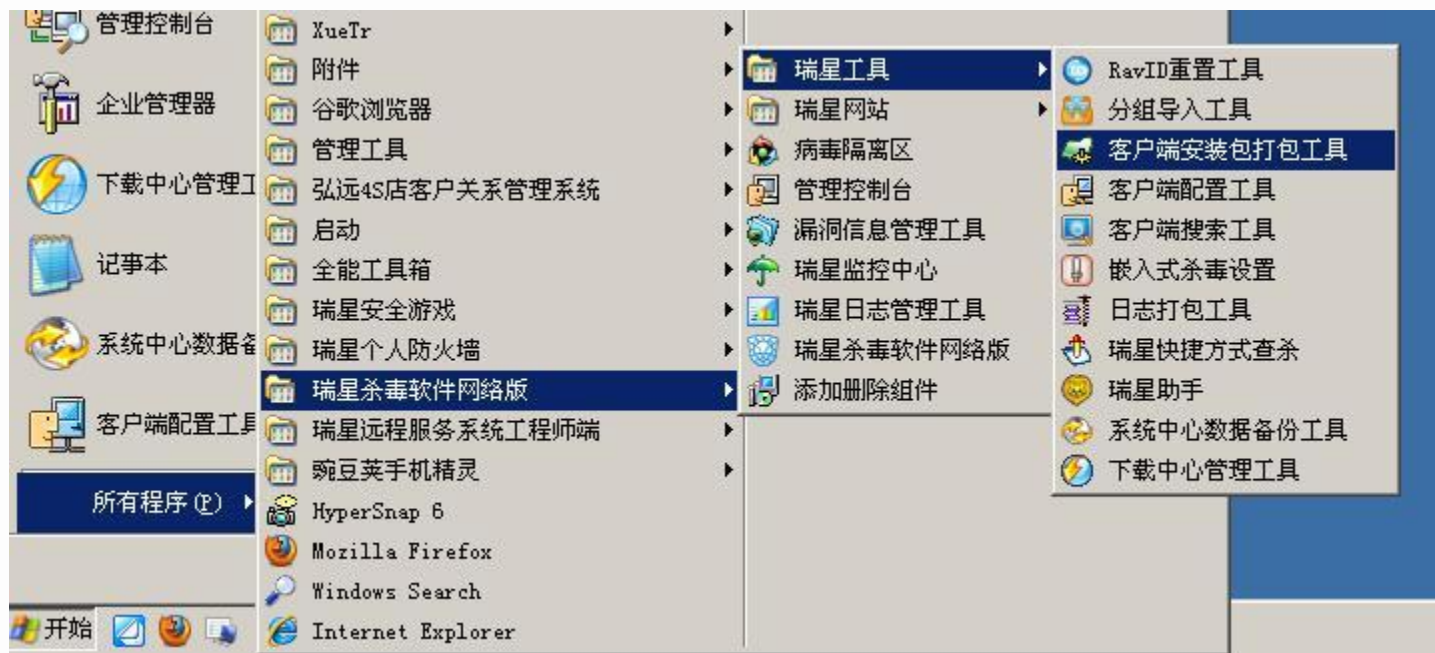 管理控制台
企业管理器
下载中心管理工
记事本
系统中心数据备
客户端配置工具
所有程序(P)
开始
XueTr
附件
谷歌浏览器
管理工具
弘远4S店客户关系管理系统
启动
全能工具箱
瑞星安全游戏
瑞星个人防火墙
瑞星杀毒软件网络版
瑞星远程服务系统工程师端
豌豆荚手机精灵
HyperSnap 6
Mozilla Firefox
Windows Search
Internet Explorer
瑞星工具
瑞星网站
病毒隔离区
管理控制台
漏洞信息管理工具
瑞星监控中心
瑞星日志管理工具
瑞星杀毒软件网络版
添加删除组件
RavID重置工具
分组导入工具
客户端安装包打包工具
客户端配置工具
客户端搜索工具
嵌入式杀毒设置
日志打包工具
瑞星快捷方式查杀
瑞星助手
系统中心数据备份工具
下载中心管理工具